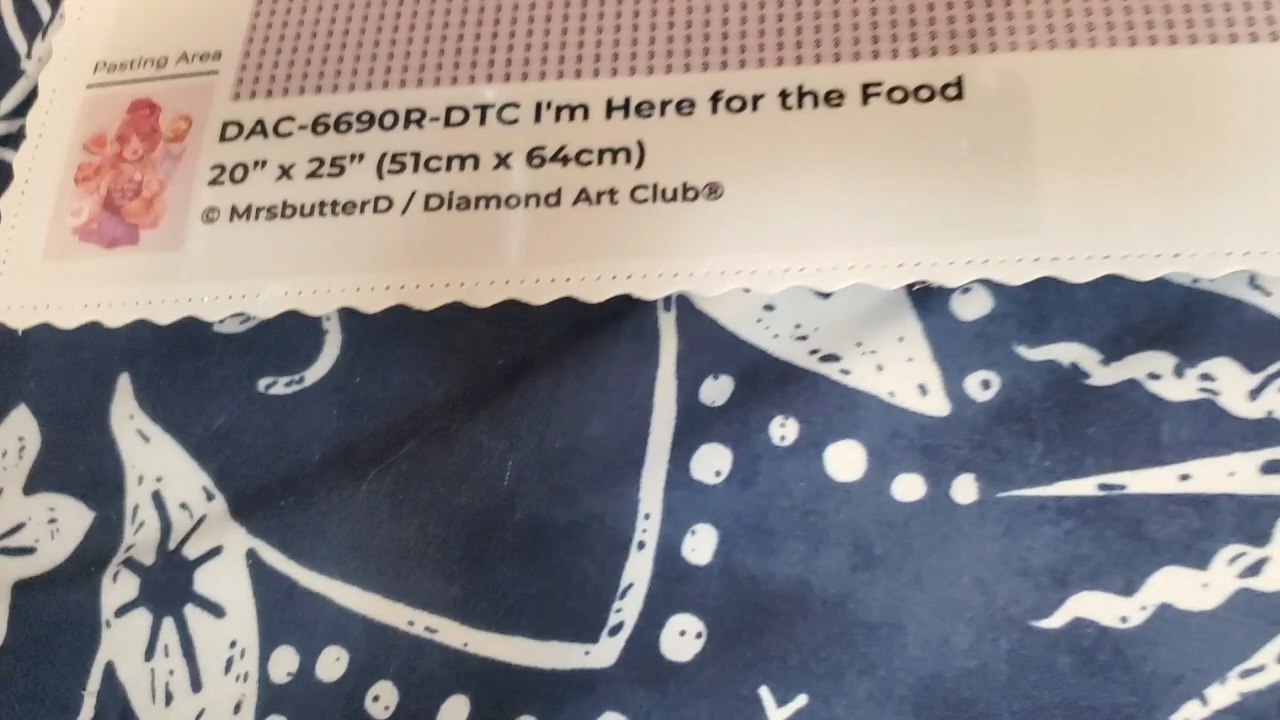 Pasting Area
DAC-6690R-DTC I'm Here for the Food
20” x 25” (51cm x 64cm)
© MrsbutterD / Diamond Art Club®